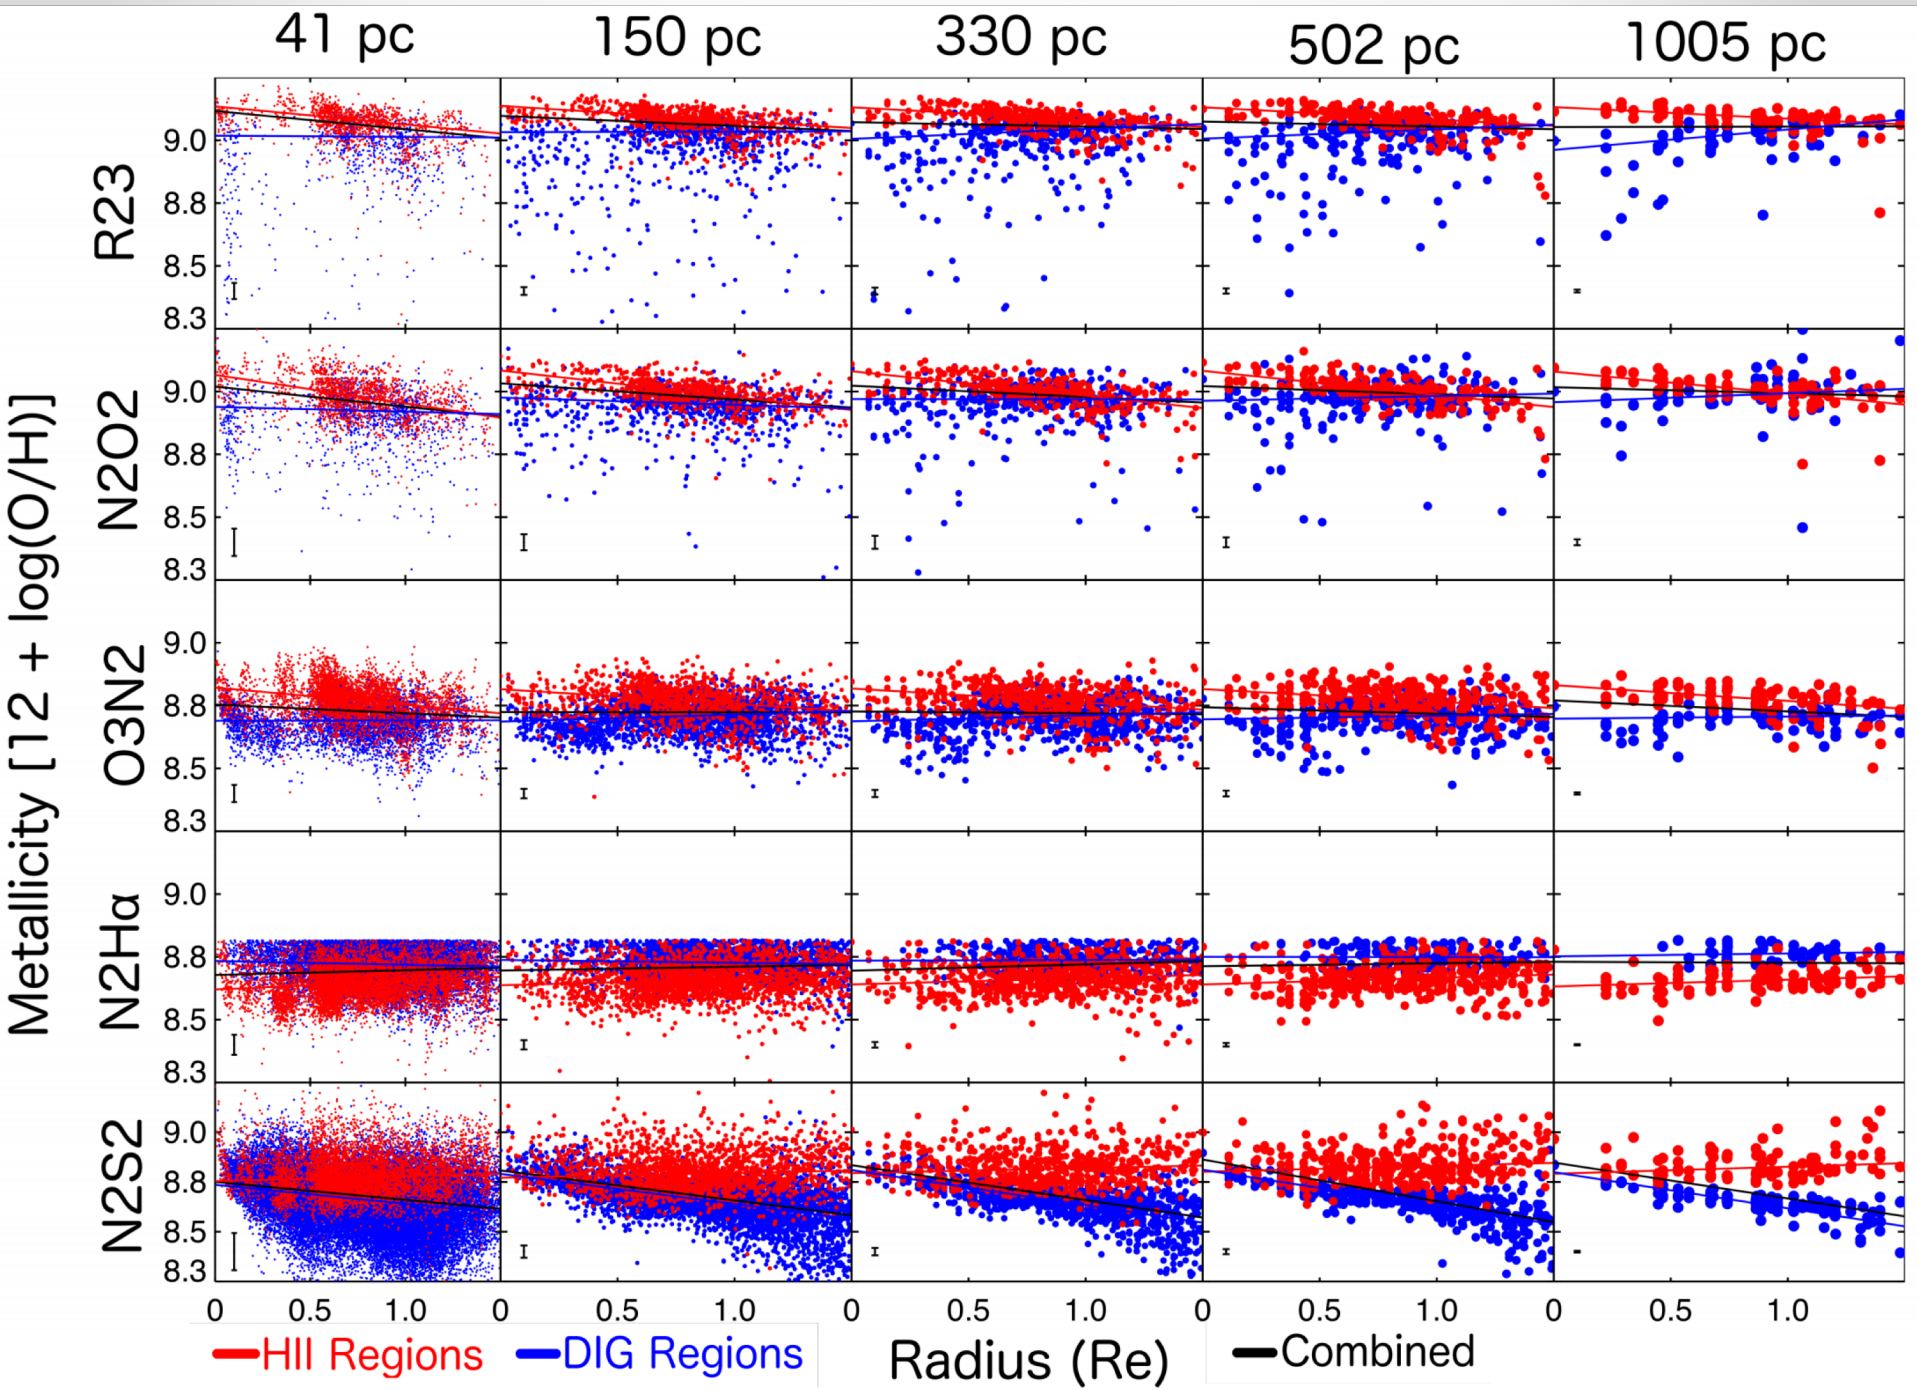 41 pc 150 pc 330 pc 502 pc 1005 pc
Metallicity [12 + log(O/H)]
R23
9.0
8.8
8.5
8.3
N2O2
9.0
8.8
8.5
8.3
O3N2
9.0
8.8
8.5
8.3
N2Hα
9.0
8.8
8.5
8.3
N2S2
9.0
8.8
8.5
8.3
0 0.5 1.0 0 0.5 1.0 0 0.5 1.0 0 0.5 1.0 0 0.5 1.0
HII Regions DIG Regions Radius (Re) Combined